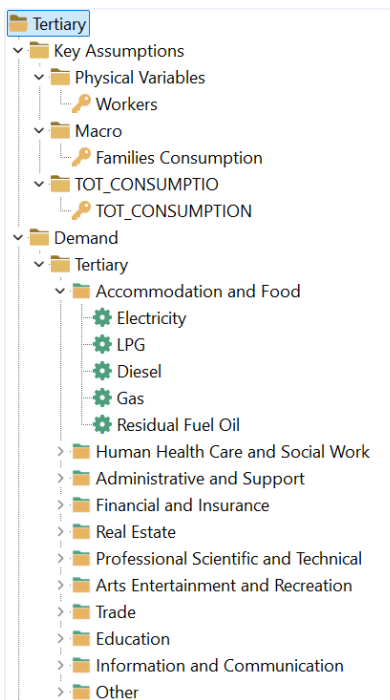 Tertiary
Key Assumptions
Physical Variables
Workers
Macro
Families Consumption
TOT_CONSUMPTIO
TOT_CONSUMPTION
Demand
Tertiary
Accommodation and Food
Electricity
LPG
Diesel
Gas
Residual Fuel Oil
Human Health Care and Social Work
Administrative and Support
Financial and Insurance
Real Estate
Professional Scientific and Technical
Arts Entertainment and Recreation
Trade
Education
Information and Communication
Other